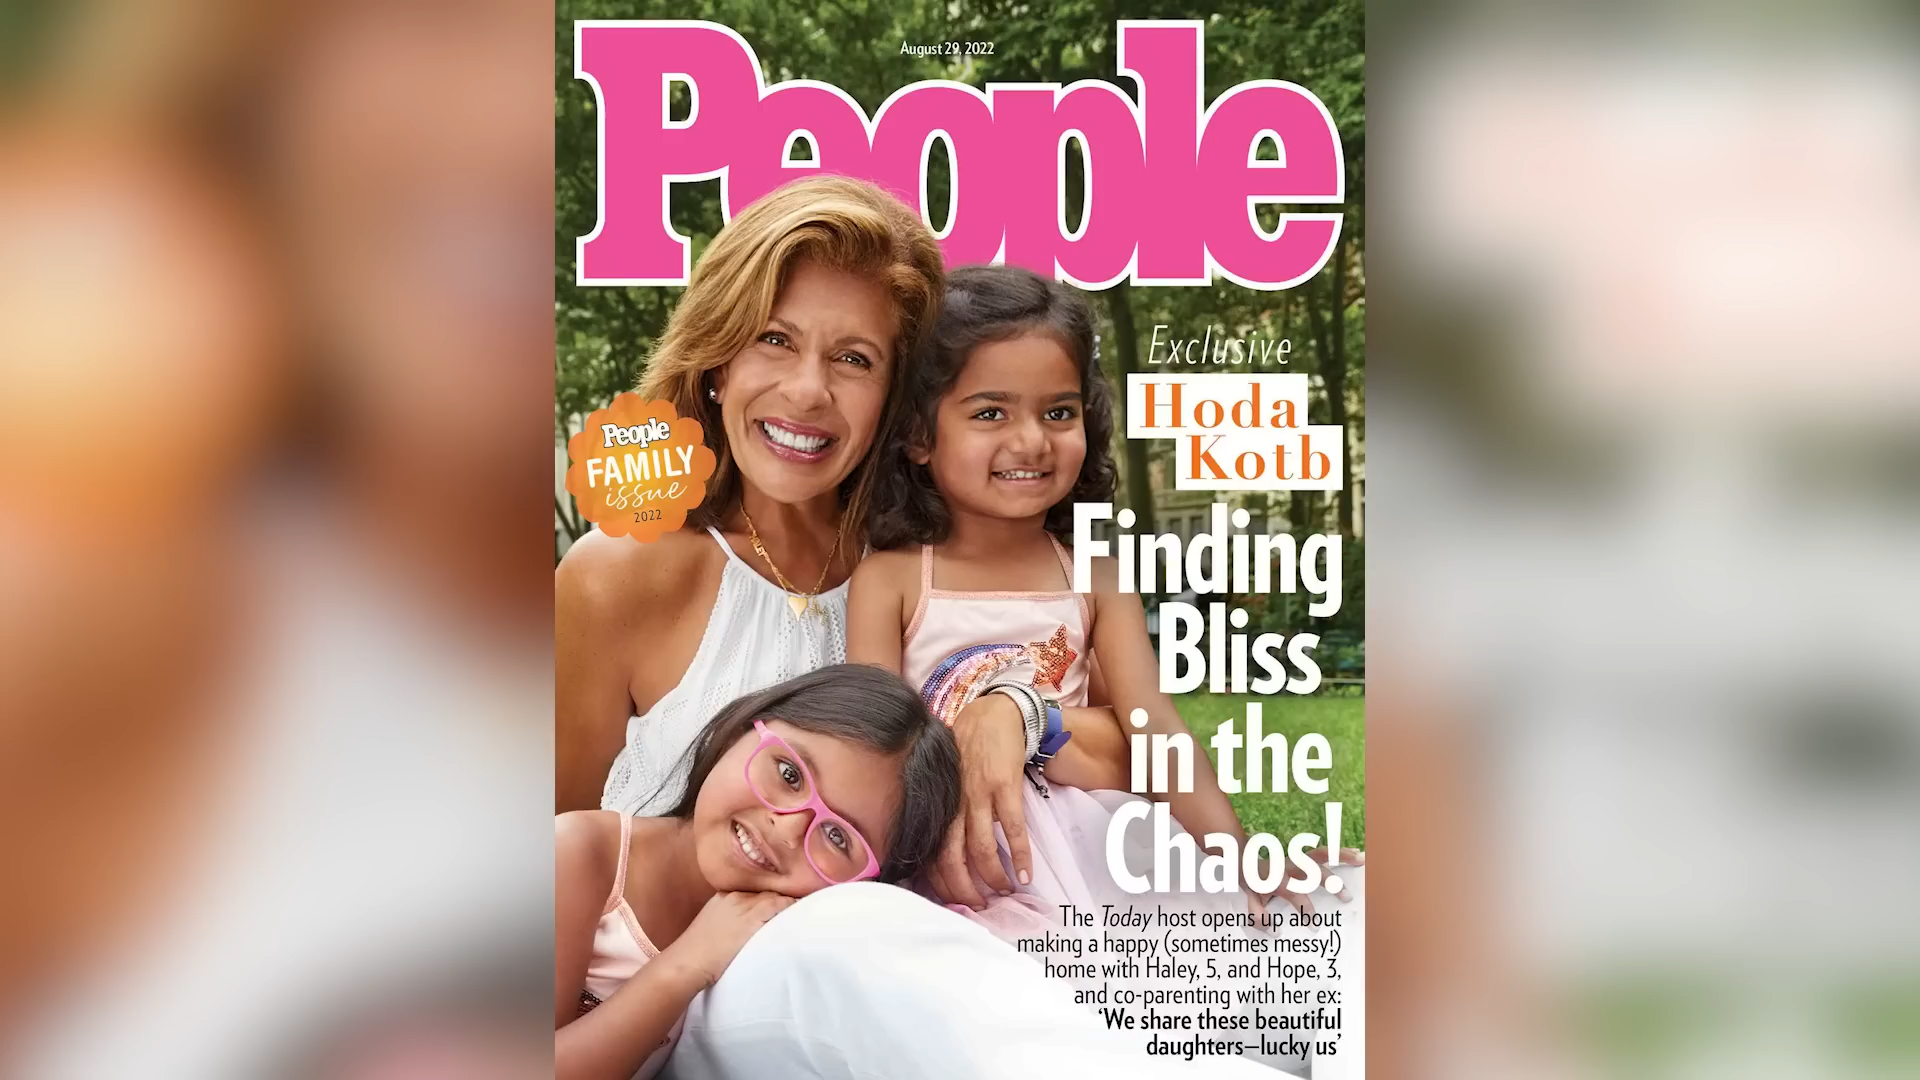 August 29, 2022
People
Exclusive
Hoda
Kotb
People
FAMILY
issue
2022
Finding
Bliss
in the
Chaos!
The Today host opens up about
making a happy (sometimes messy!)
home with Haley, 5, and Hope, 3,
and co-parenting with her ex:
‘We share these beautiful
daughters—lucky us’